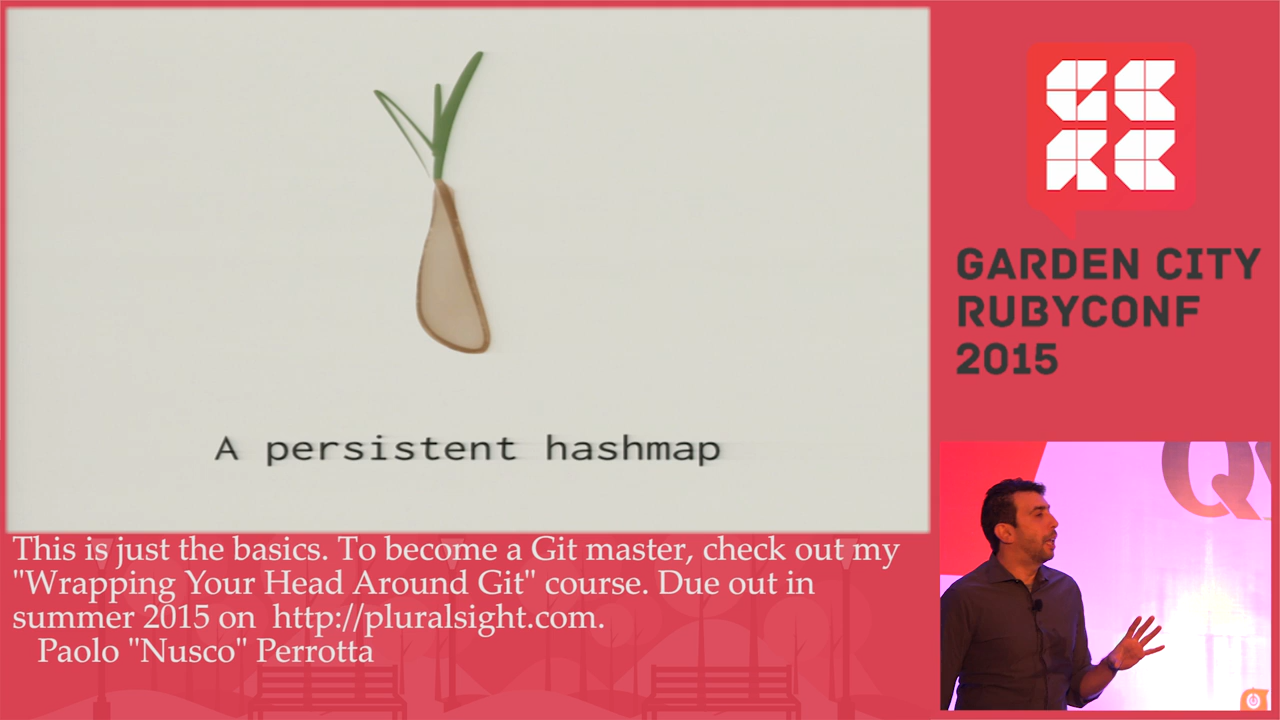 A persistent hashmap
GARDEN CITY
RUBYCONF
2015
This is just the basics. To become a Git master, check out my
"Wrapping Your Head Around Git" course. Due out in
summer 2015 on http://pluralsight.com.
Paolo "Nusco" Perrotta